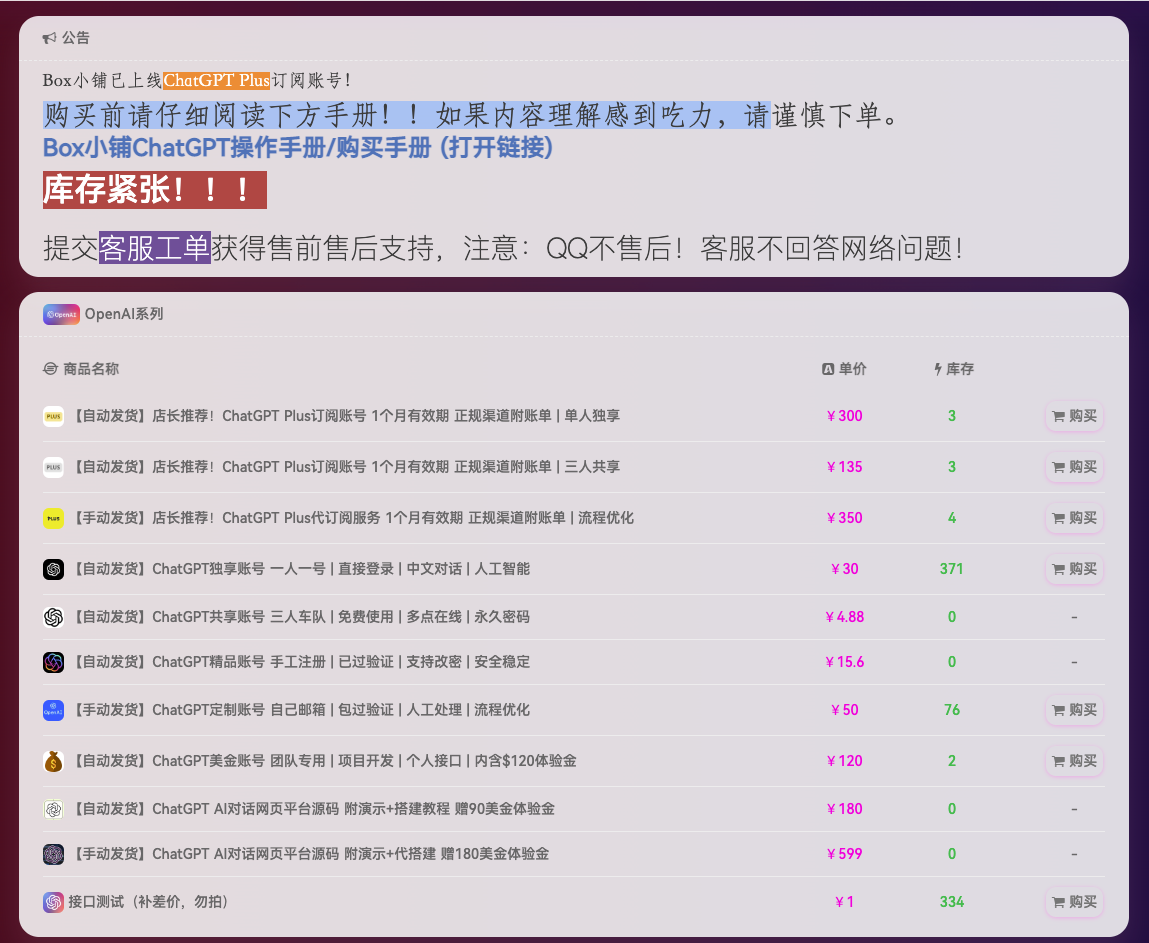 公告
Box小铺已上线ChatGPT Plus订阅账号！
购买前请仔细阅读下方手册！！如果内容理解感到吃力，请谨慎下单。
Box小铺ChatGPT操作手册/购买手册 (打开链接)
库存紧张！！！
提交客服工单获得售前售后支持，注意：QQ不售后！客服不回答网络问题！
OpenAI OpenAI系列
商品名称 单价 库存
PLUS 【自动发货】店长推荐！ChatGPT Plus订阅账号 1个月有效期 正规渠道附账单 | 单人独享 ￥300 3 购买
PLUS 【自动发货】店长推荐！ChatGPT Plus订阅账号 1个月有效期 正规渠道附账单 | 三人共享 ￥135 3 购买
PLUS 【手动发货】店长推荐！ChatGPT Plus代订阅服务 1个月有效期 正规渠道附账单 | 流程优化 ￥350 4 购买
【自动发货】ChatGPT独享账号 一人一号 | 直接登录 | 中文对话 | 人工智能 ￥30 371 购买
【自动发货】ChatGPT共享账号 三人车队 | 免费使用 | 多点在线 | 永久密码 ￥4.88 0 -
【自动发货】ChatGPT精品账号 手工注册 | 已过验证 | 支持改密 | 安全稳定 ￥15.6 0 -
OpenAI 【手动发货】ChatGPT定制账号 自己邮箱 | 包过验证 | 人工处理 | 流程优化 ￥50 76 购买
【自动发货】ChatGPT美金账号 团队专用 | 项目开发 | 个人接口 | 内含$120体验金 ￥120 2 购买
【自动发货】ChatGPT AI对话网页平台源码 附演示+搭建教程 赠90美金体验金 ￥180 0 -
【手动发货】ChatGPT AI对话网页平台源码 附演示+代搭建 赠180美金体验金 ￥599 0 -
接口测试（补差价，勿拍） ￥1 334 购买